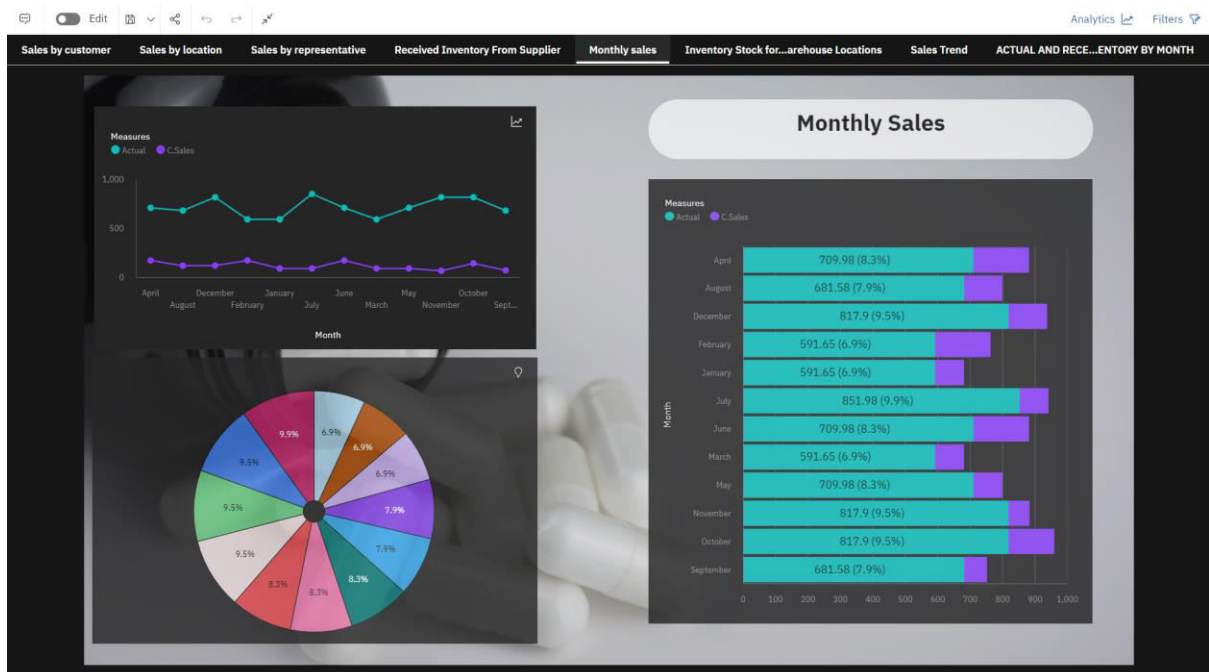 Edit
Analytics
Filters
Sales by customer
Sales by location
Sales by representative
Received Inventory From Supplier
Monthly sales
Inventory Stock for...arehouse Locations
Sales Trend
ACTUAL AND RECE...ENTORY BY MONTH
Measures
Actual C.Sales
1,000
500
0
April December January June May October
August February July March November Sept...
Month
9.9%
6.9%
6.9%
6.9%
7.9%
7.9%
8.3%
8.3%
8.3%
9.5%
9.5%
9.5%
Monthly Sales
Measures
Actual C.Sales
Month
April 709.98 (8.3%)
August 681.58 (7.9%)
December 817.9 (9.5%)
February 591.65 (6.9%)
January 591.65 (6.9%)
July 851.98 (9.9%)
June 709.98 (8.3%)
March 591.65 (6.9%)
May 709.98 (8.3%)
November 817.9 (9.5%)
October 817.9 (9.5%)
September 681.58 (7.9%)
0 100 200 300 400 500 600 700 800 900 1,000